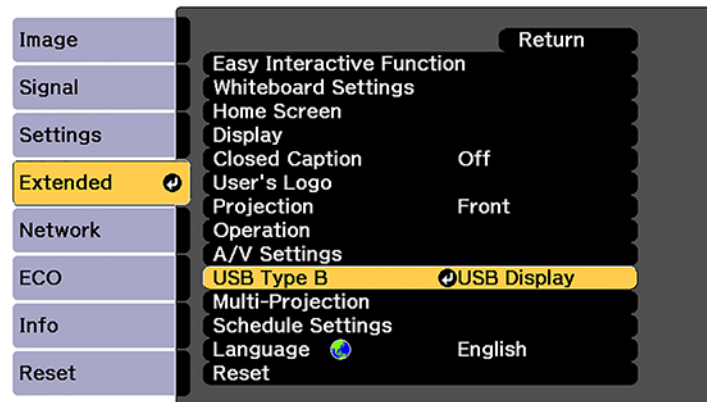 Image
Signal
Settings
Extended
Network
ECO
Info
Reset
Return
Easy Interactive Function
Whiteboard Settings
Home Screen
Display
Closed Caption Off
User's Logo
Projection Front
Operation
A/V Settings
USB Type B USB Display
Multi-Projection
Schedule Settings
Language English
Reset